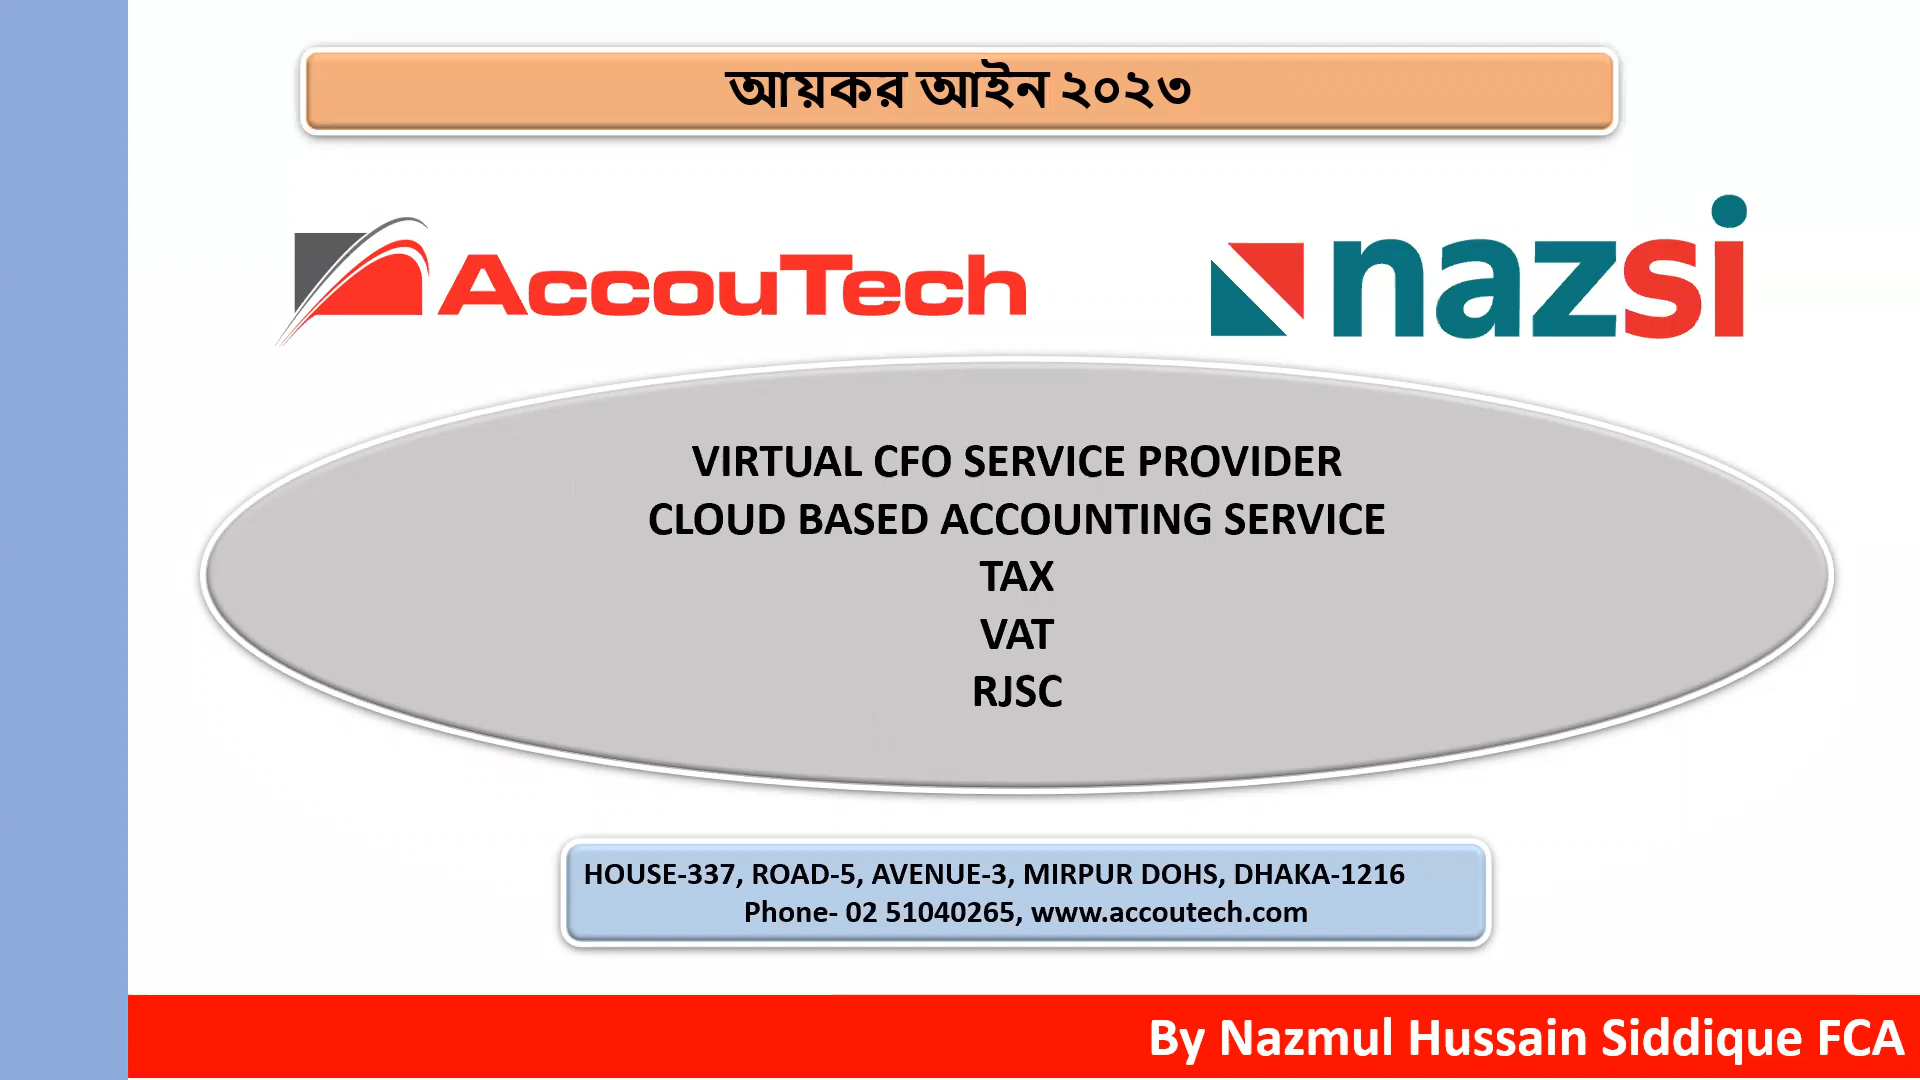 আয়কর আইন ২০২৩
AccouTech
nazsi
VIRTUAL CFO SERVICE PROVIDER
CLOUD BASED ACCOUNTING SERVICE
TAX
VAT
RJSC
HOUSE-337, ROAD-5, AVENUE-3, MIRPUR DOHS, DHAKA-1216
Phone- 02 51040265, www.accoutech.com
By Nazmul Hussain Siddique FCA